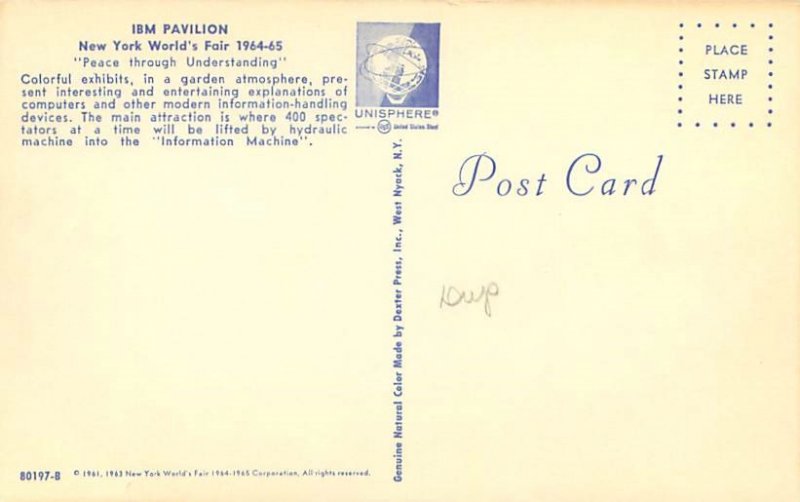 IBM PAVILION
New York World's Fair 1964-65
"Peace through Understanding"
Colorful exhibits, in a garden atmosphere, pre-
sent interesting and entertaining explanations of
computers and other modern information-handling
devices. The main attraction is where 400 spec-
tators at a time will be lifted by hydraulic
machine into the "Information Machine".
UNISPHERE®
United States Steel
PLACE
STAMP
HERE
Post Card
Genuine Natural Color Made by Dexter Press, Inc., West Nyack, N.Y.
Dup
80197-B
© 1961, 1963 New York World's Fair 1964-1965 Corporation, All rights reserved.